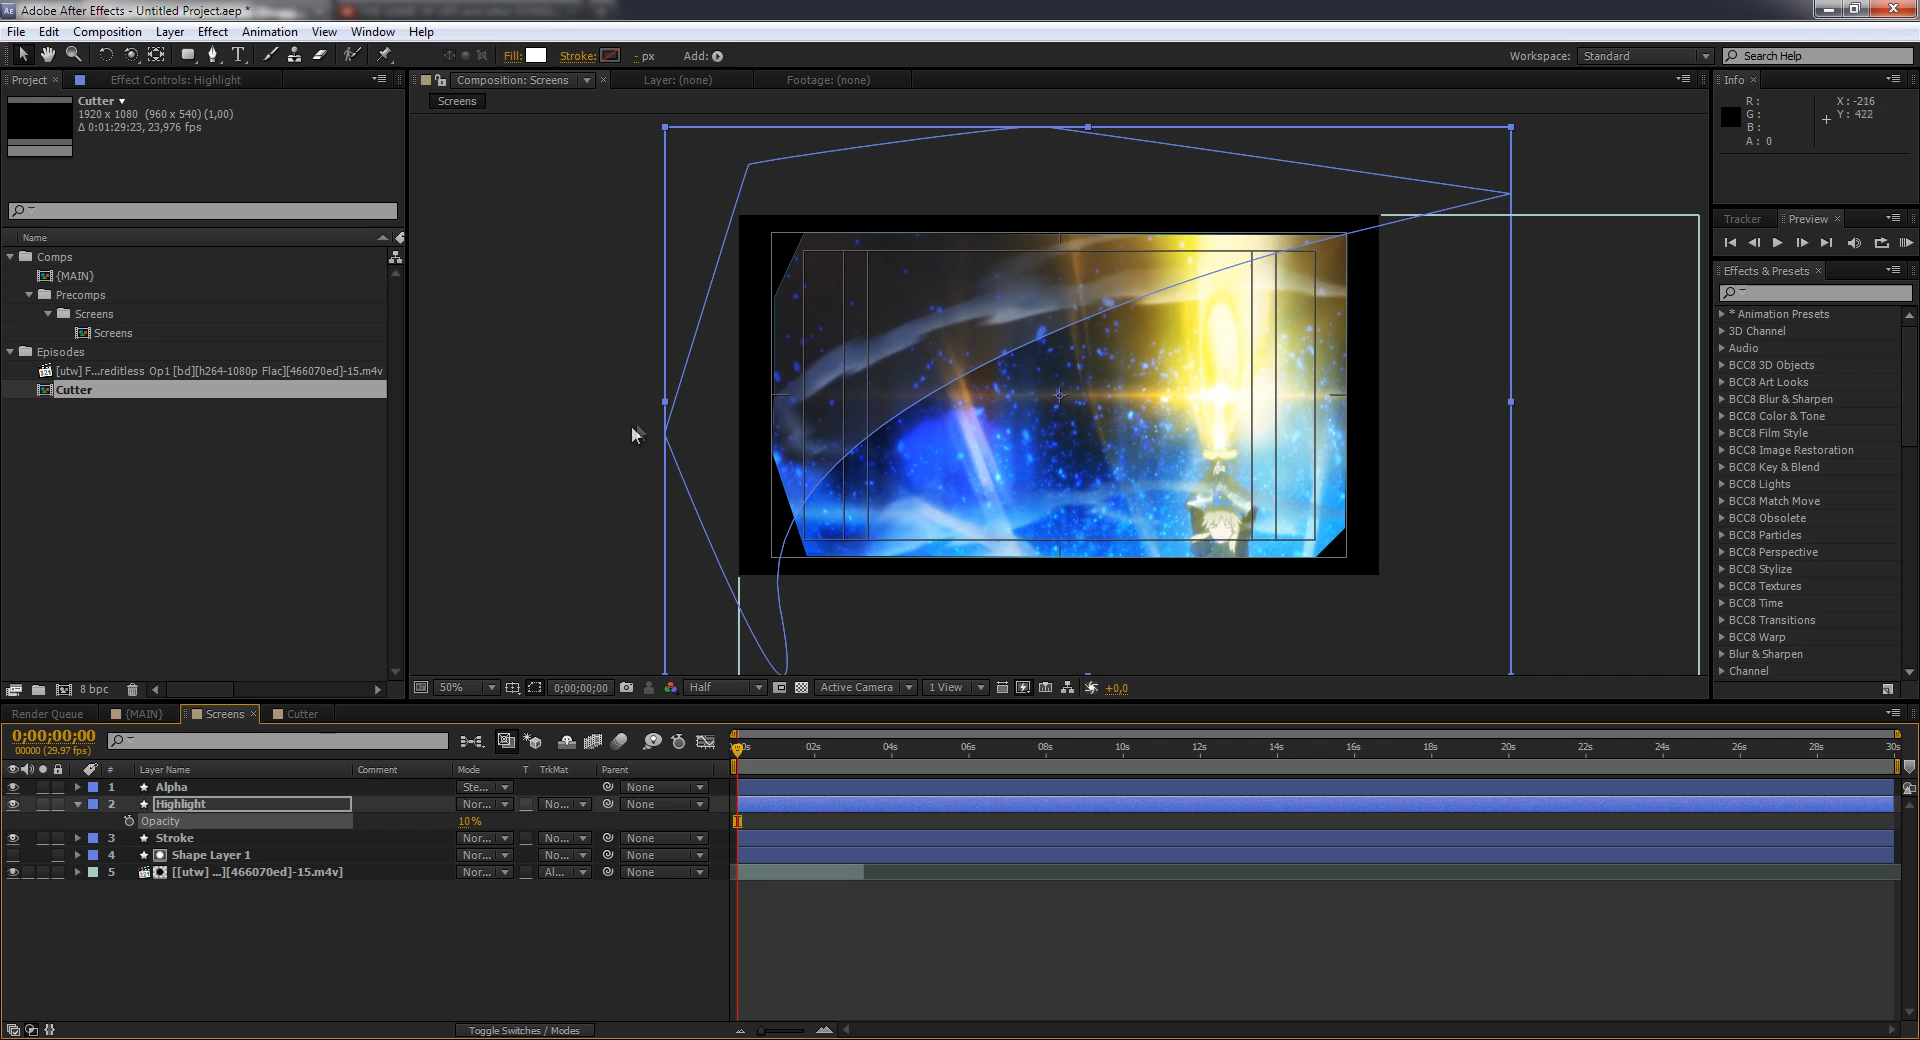 Adobe After Effects - Untitled Project.aep *
File Edit Composition Layer Effect Animation View Window Help
Fill: Stroke: - px Add:
Workspace: Standard Search Help
Project × Effect Controls: Highlight
Cutter ▼
1920 x 1080 (960 x 540) (1,00)
Δ 0:01:29:23, 23,976 fps
Name
Comps
{MAIN}
Precomps
Screens
Screens
Episodes
[utw] F...reditless Op1 [bd][h264-1080p Flac][466070ed]-15.m4v
Cutter
8 bpc
Composition: Screens Layer: (none) Footage: (none)
Screens
50% 0;00;00;00 Half Active Camera 1 View +0,0
Info ×
R: X: -216
G: Y: 422
B:
A: 0
Tracker Preview ×
Effects & Presets ×
* Animation Presets
3D Channel
Audio
BCC8 3D Objects
BCC8 Art Looks
BCC8 Blur & Sharpen
BCC8 Color & Tone
BCC8 Film Style
BCC8 Image Restoration
BCC8 Key & Blend
BCC8 Lights
BCC8 Match Move
BCC8 Obsolete
BCC8 Particles
BCC8 Perspective
BCC8 Stylize
BCC8 Textures
BCC8 Time
BCC8 Transitions
BCC8 Warp
Blur & Sharpen
Channel
Render Queue {MAIN} Screens × Cutter
0;00;00;00
00000 (29,97 fps)
02s 04s 06s 08s 10s 12s 14s 16s 18s 20s 22s 24s 26s 28s 30s
# Layer Name Comment Mode T TrkMat Parent
1 Alpha Ste... None
2 Highlight Nor... No... None
Opacity 10%
3 Stroke Nor... No... None
4 Shape Layer 1 Nor... No... None
5 [[utw] ...][466070ed]-15.m4v] Nor... Al... None
Toggle Switches / Modes